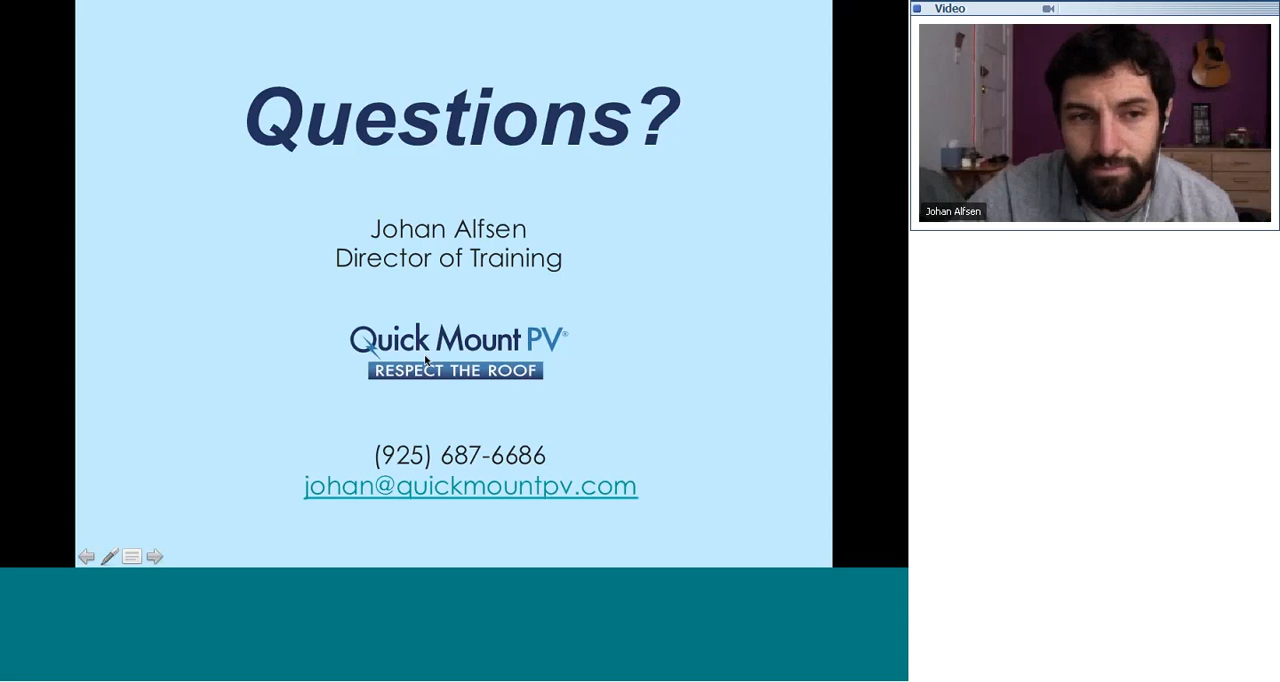 Questions?
Johan Alfsen
Director of Training
Quick Mount PV®
RESPECT THE ROOF
(925) 687-6686
johan@quickmountpv.com
Video
Johan Alfsen